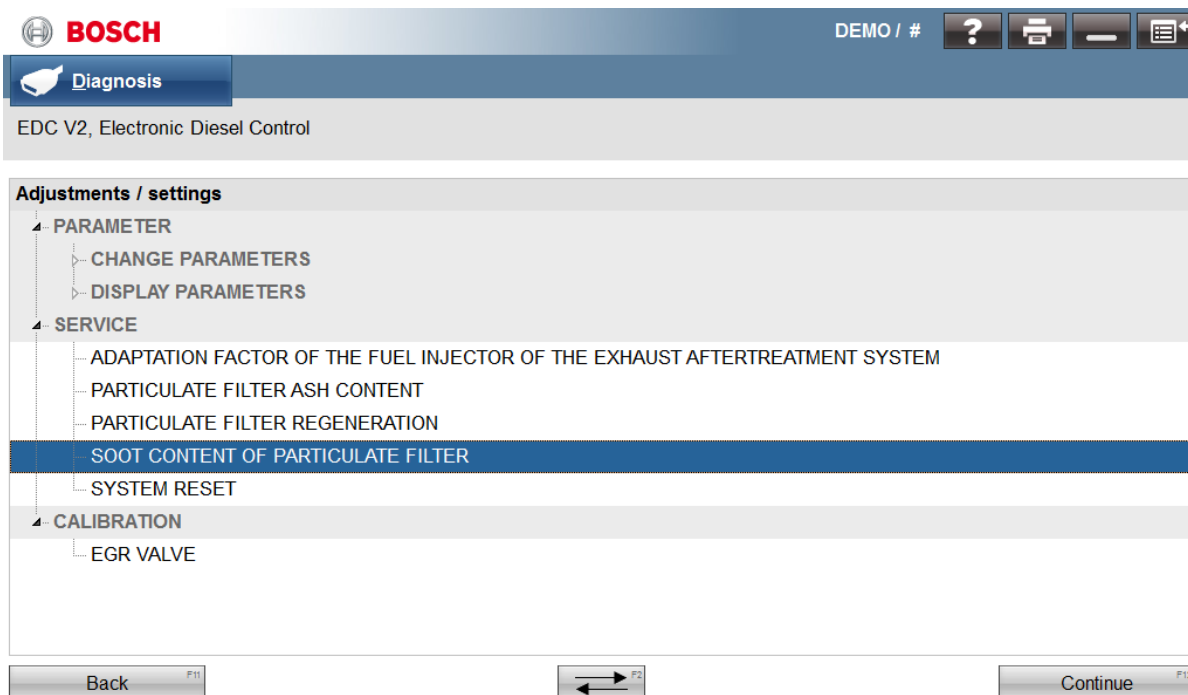 BOSCH
DEMO / #
?
Diagnosis
EDC V2, Electronic Diesel Control
Adjustments / settings
PARAMETER
CHANGE PARAMETERS
DISPLAY PARAMETERS
SERVICE
ADAPTATION FACTOR OF THE FUEL INJECTOR OF THE EXHAUST AFTERTREATMENT SYSTEM
PARTICULATE FILTER ASH CONTENT
PARTICULATE FILTER REGENERATION
SOOT CONTENT OF PARTICULATE FILTER
SYSTEM RESET
CALIBRATION
EGR VALVE
Back F11
F2
Continue